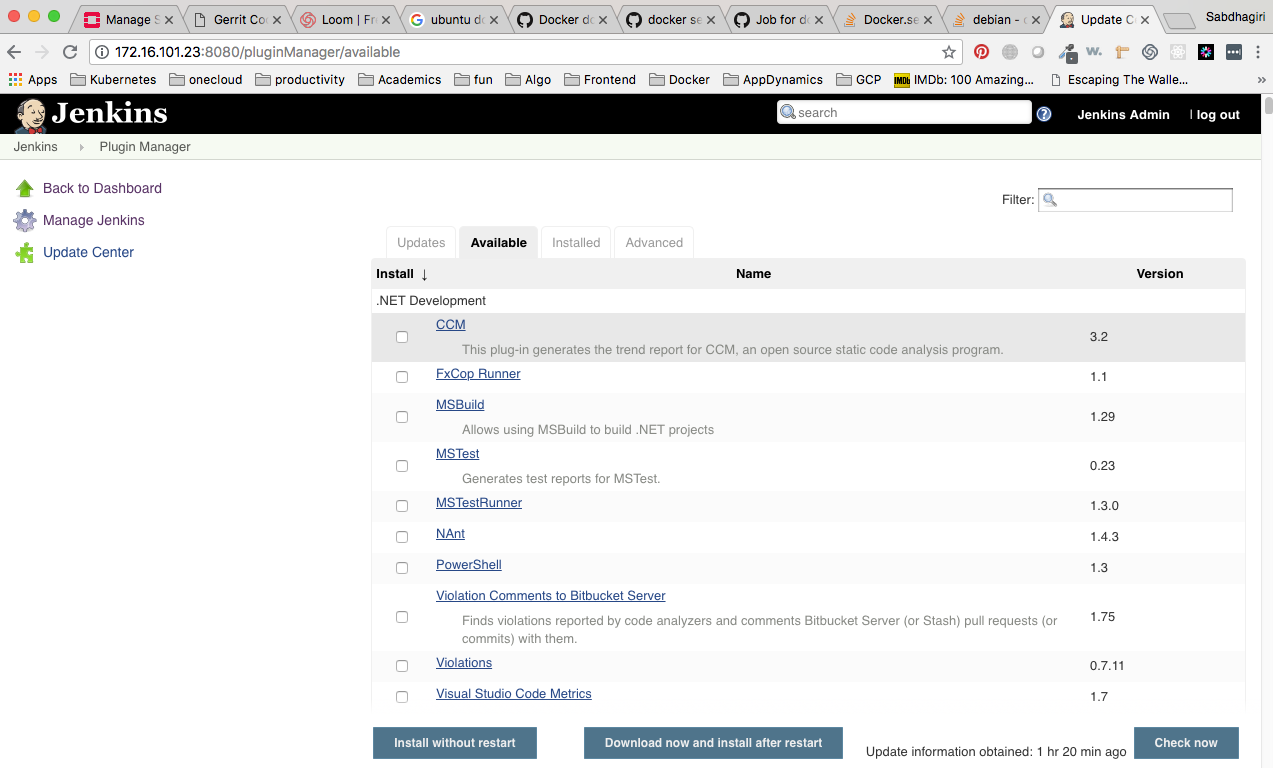 Manage S
Gerrit Co
Loom | Fr
ubuntu d
Docker d
docker se
Job for d
Docker.se
debian - 
Update C
Sabdhagiri
172.16.101.23:8080/pluginManager/available
Apps
Kubernetes
onecloud
productivity
Academics
fun
Algo
Frontend
Docker
AppDynamics
GCP
IMDb
IMDb: 100 Amazing...
Escaping The Walle...
»
Jenkins
search
?
Jenkins Admin
| log out
Jenkins
Plugin Manager
Back to Dashboard
Manage Jenkins
Update Center
Filter:
Updates
Available
Installed
Advanced
Install ↓
Name
Version
.NET Development
CCM
This plug-in generates the trend report for CCM, an open source static code analysis program.
3.2
FxCop Runner
1.1
MSBuild
Allows using MSBuild to build .NET projects
1.29
MSTest
Generates test reports for MSTest.
0.23
MSTestRunner
1.3.0
NAnt
1.4.3
PowerShell
1.3
Violation Comments to Bitbucket Server
Finds violations reported by code analyzers and comments Bitbucket Server (or Stash) pull requests (or
commits) with them.
1.75
Violations
0.7.11
Visual Studio Code Metrics
1.7
Install without restart
Download now and install after restart
Update information obtained: 1 hr 20 min ago
Check now